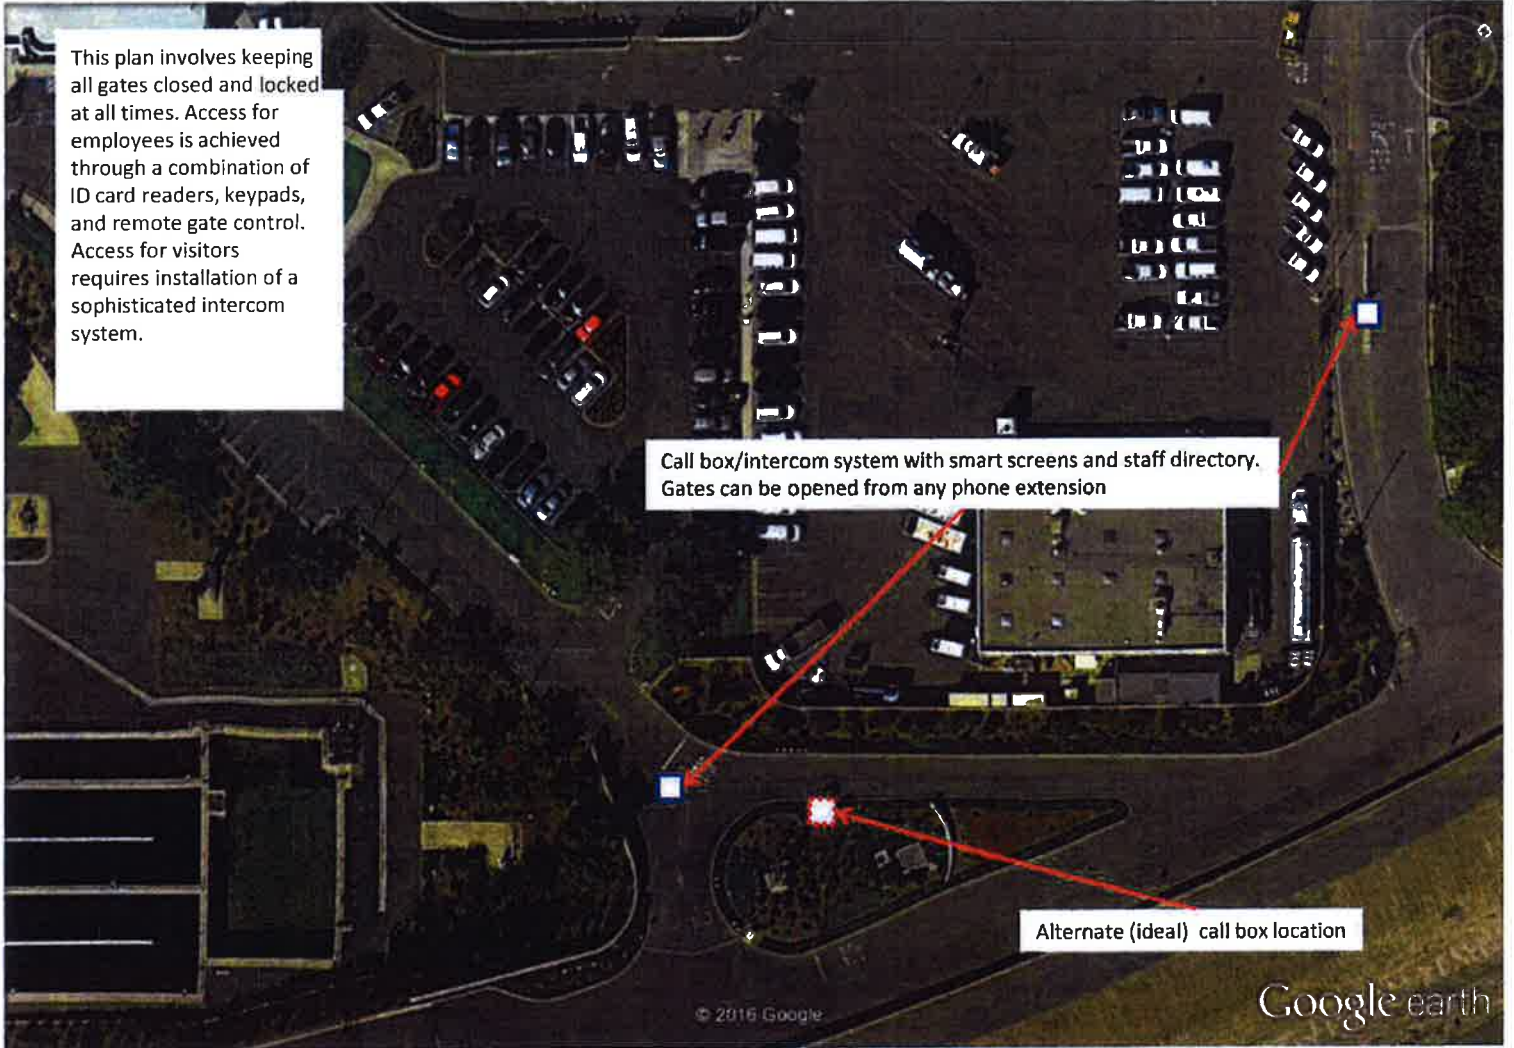 This plan involves keeping
all gates closed and locked
at all times. Access for
employees is achieved
through a combination of
ID card readers, keypads,
and remote gate control.
Access for visitors
requires installation of a
sophisticated intercom
system.
Call box/intercom system with smart screens and staff directory.
Gates can be opened from any phone extension
Alternate (ideal)  call box location
© 2016 Google
Google earth